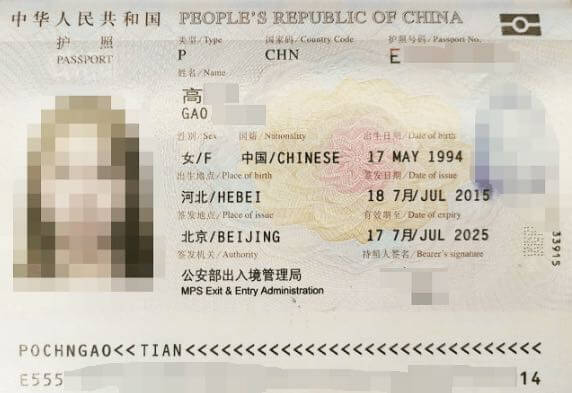 中华人民共和国 PEOPLE'S REPUBLIC OF CHINA
护 照
PASSPORT
类型/Type 国家码/Country Code 护照号码/Passport No.
P CHN E
姓名/Name
高
GAO
性别/Sex 国籍/Nationality 出生日期/Date of birth
女/F 中国/CHINESE 17 MAY 1994
出生地点/Place of birth 签发日期/Date of issue
河北/HEBEI 18 7月/JUL 2015
签发地点/Place of issue 有效期至/Date of expiry
北京/BEIJING 17 7月/JUL 2025
签发机关/Authority 持照人签名/Bearer's signature
公安部出入境管理局
MPS Exit & Entry Administration
33915
POCHNGAO<<TIAN<<<<<<<<<<<<<<<<<<<<<<<<<<<<<<
E555 14